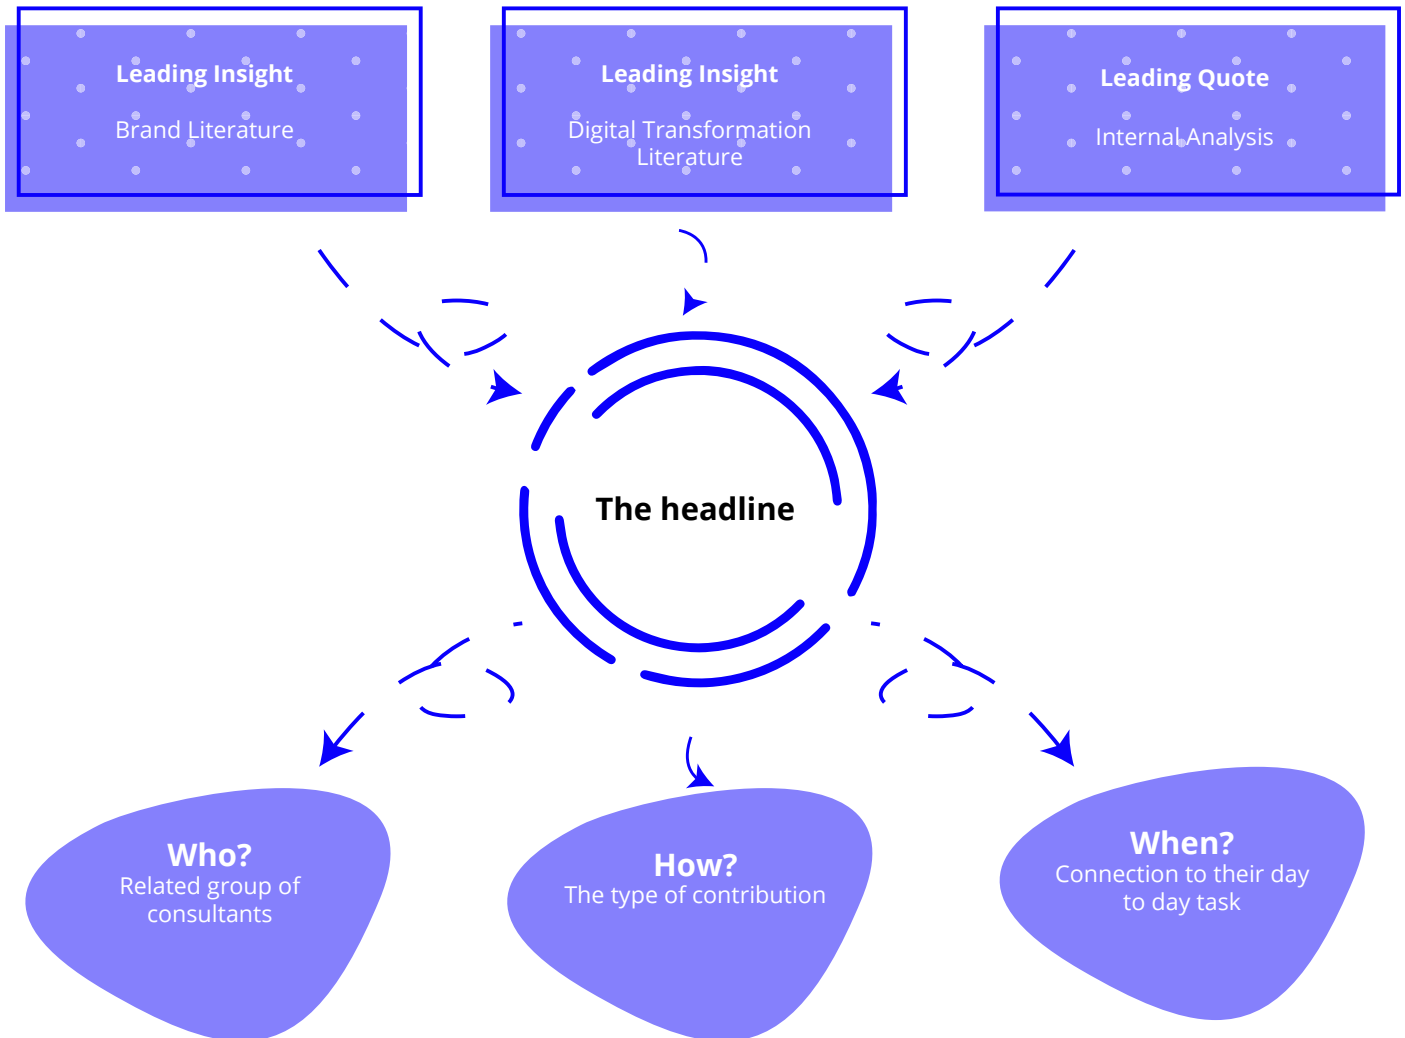 Leading Insight
Brand Literature
Leading Insight
Digital Transformation
Literature
Leading Quote
Internal Analysis
The headline
Who?
Related group of
consultants
How?
The type of contribution
When?
Connection to their day
to day task